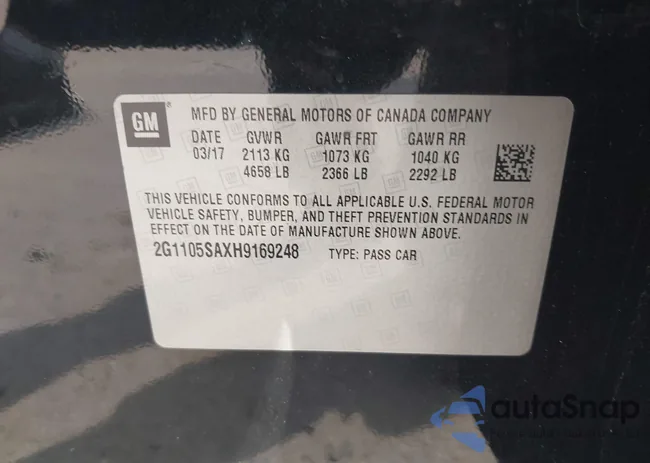 GM
MFD BY GENERAL MOTORS OF CANADA COMPANY
DATE GVWR GAWR FRT GAWR RR
03/17 2113 KG 1073 KG 1040 KG
4658 LB 2366 LB 2292 LB
THIS VEHICLE CONFORMS TO ALL APPLICABLE U.S. FEDERAL MOTOR
VEHICLE SAFETY, BUMPER, AND THEFT PREVENTION STANDARDS IN
EFFECT ON THE DATE OF MANUFACTURE SHOWN ABOVE.
2G1105SAXH9169248 TYPE: PASS CAR
autoSnap